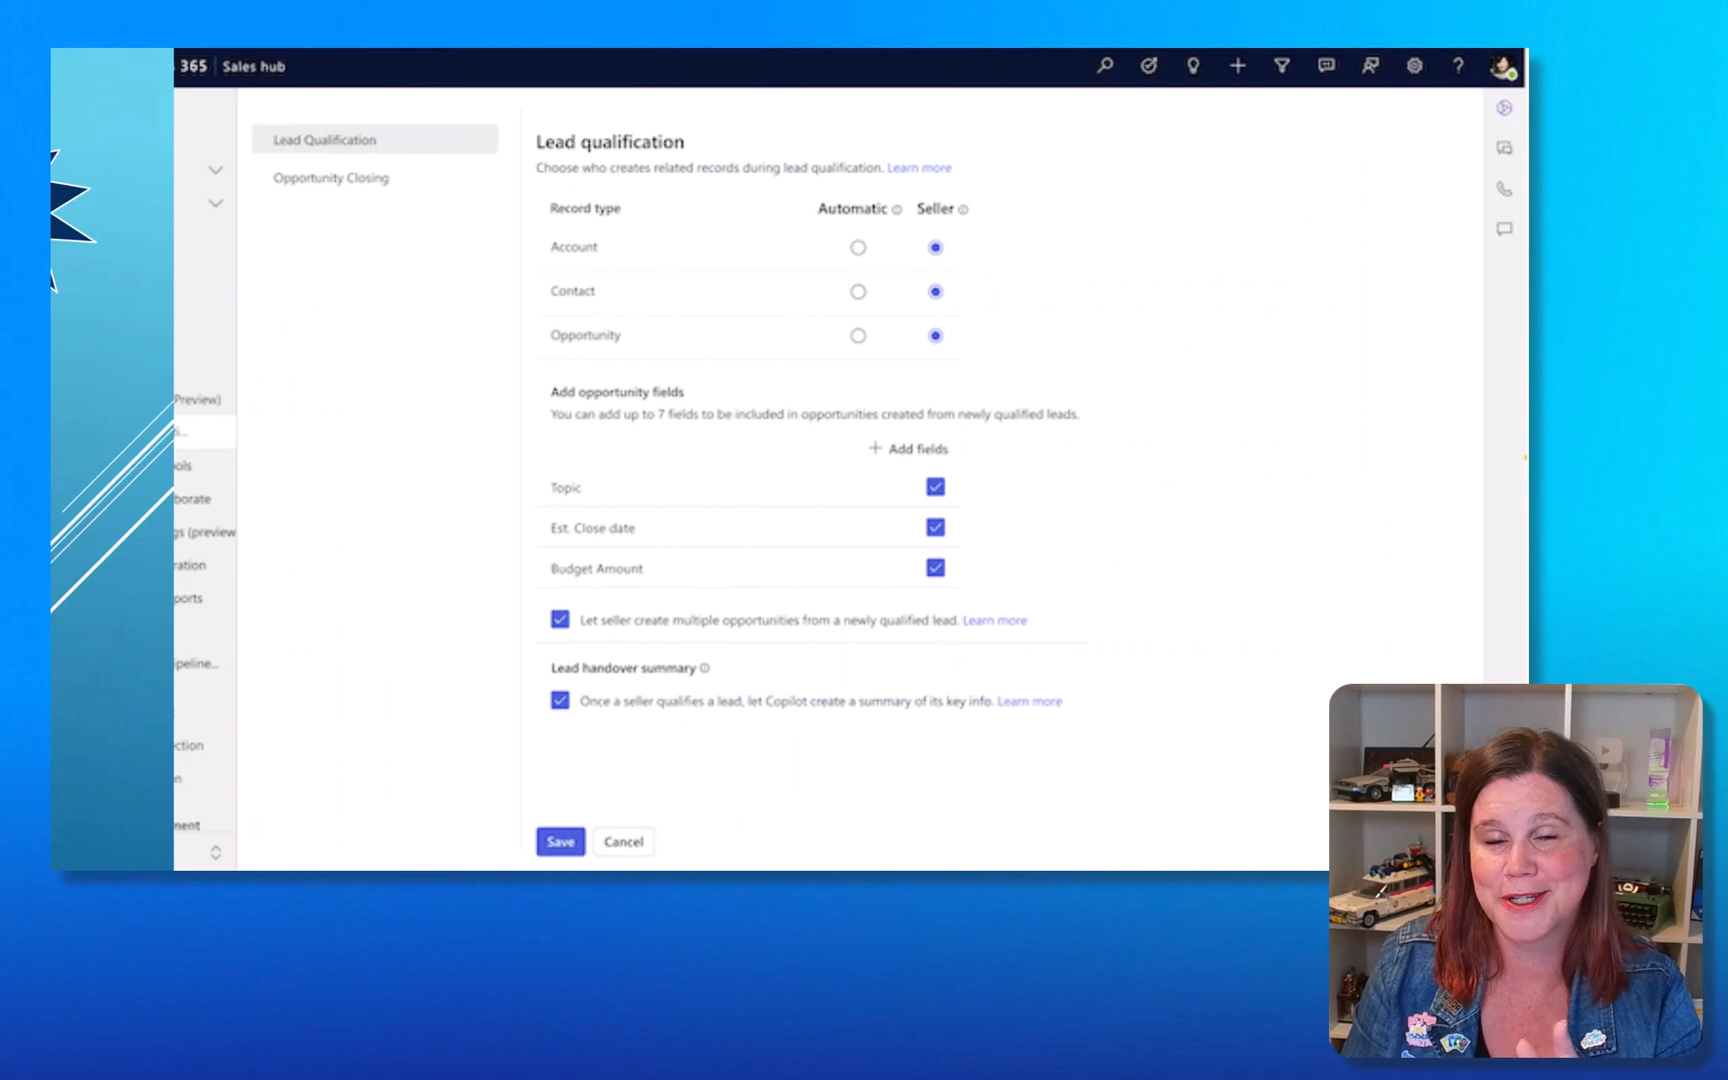 365 Sales hub
Lead Qualification
Opportunity Closing
Preview)
ools
borate
gs (preview
ration
ports
ipeline...
ction
n
ment
Lead qualification
Choose who creates related records during lead qualification. Learn more
Record type Automatic Seller
Account
Contact
Opportunity
Add opportunity fields
You can add up to 7 fields to be included in opportunities created from newly qualified leads.
+ Add fields
Topic
Est. Close date
Budget Amount
Let seller create multiple opportunities from a newly qualified lead. Learn more
Lead handover summary
Once a seller qualifies a lead, let Copilot create a summary of its key info. Learn more
Save Cancel